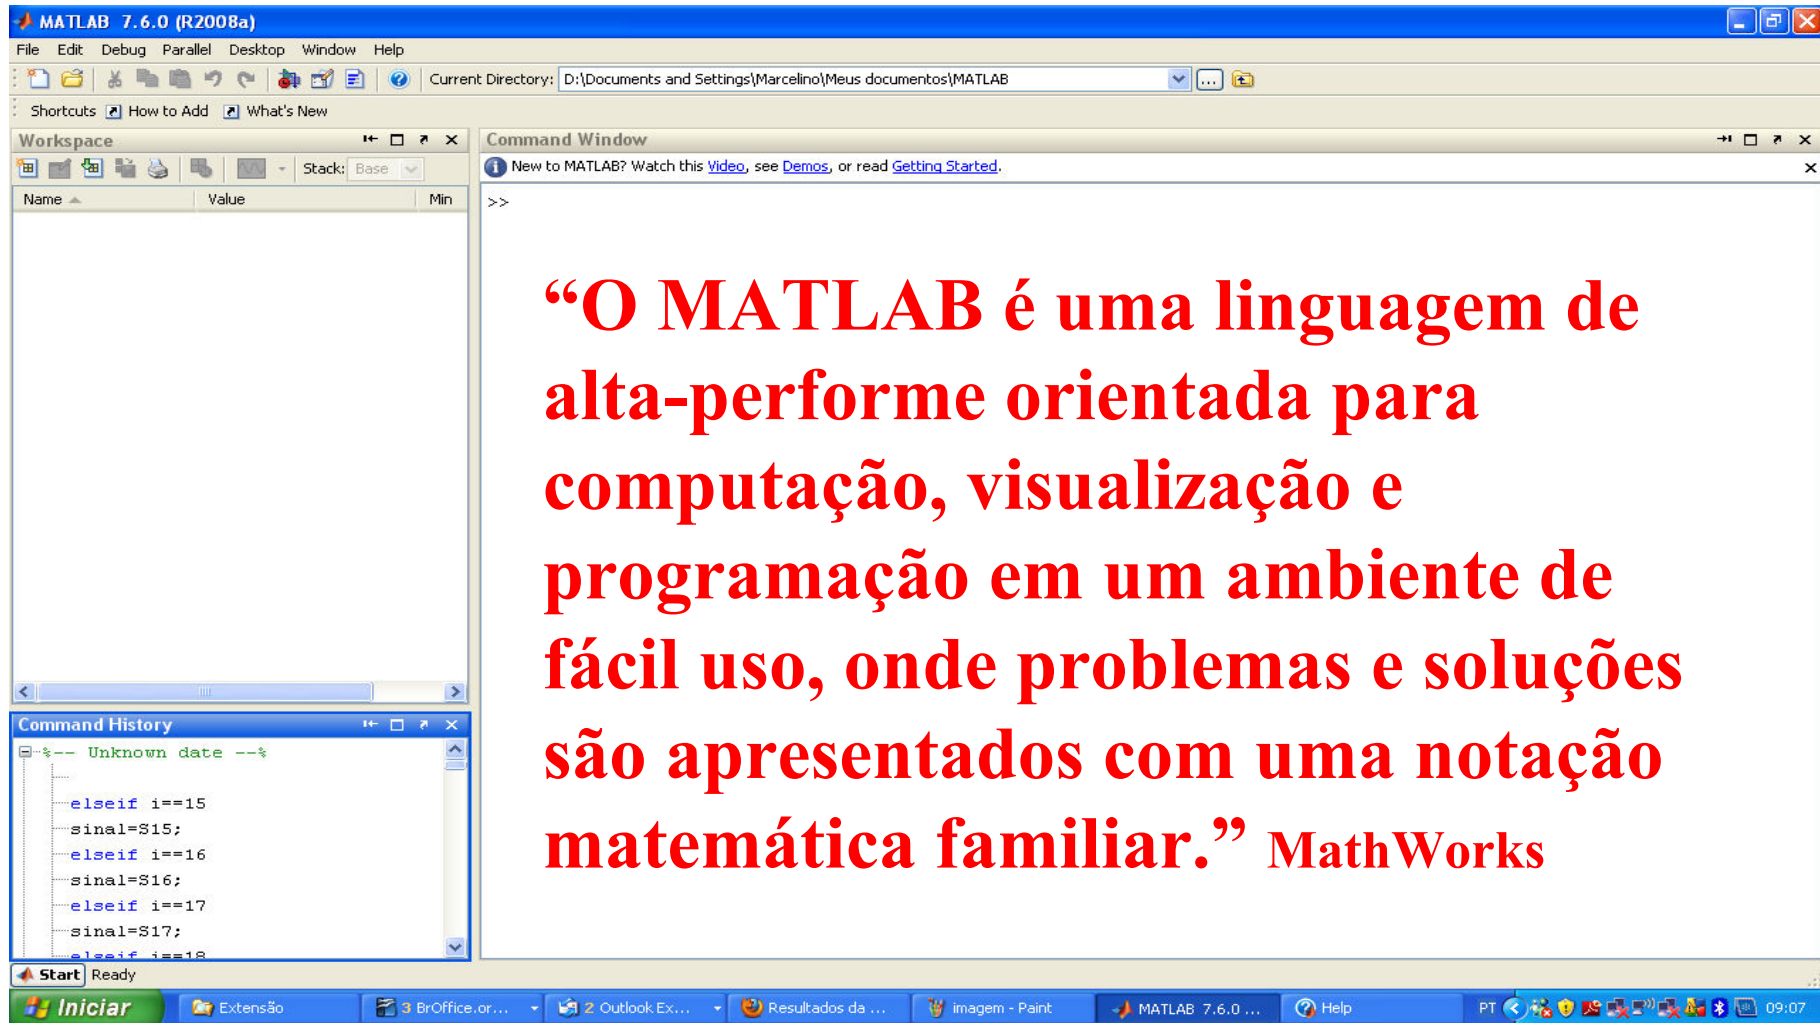 MATLAB 7.6.0 (R2008a)
File Edit Debug Parallel Desktop Window Help
Current Directory: D:\Documents and Settings\Marcelino\Meus documentos\MATLAB
Shortcuts How to Add What's New
Workspace
Stack: Base
Name Value Min
Command Window
New to MATLAB? Watch this Video, see Demos, or read Getting Started.
>>
“O MATLAB é uma linguagem de
alta-performe orientada para
computação, visualização e
programação em um ambiente de
fácil uso, onde problemas e soluções
são apresentados com uma notação
matemática familiar.” MathWorks
Command History
%-- Unknown date --%
elseif i==15
sinal=S15;
elseif i==16
sinal=S16;
elseif i==17
sinal=S17;
elseif i==18
Start Ready
Iniciar Extensão 3 BrOffice.or... 2 Outlook Ex... Resultados da ... imagem - Paint MATLAB 7.6.0 ... Help PT 09:07